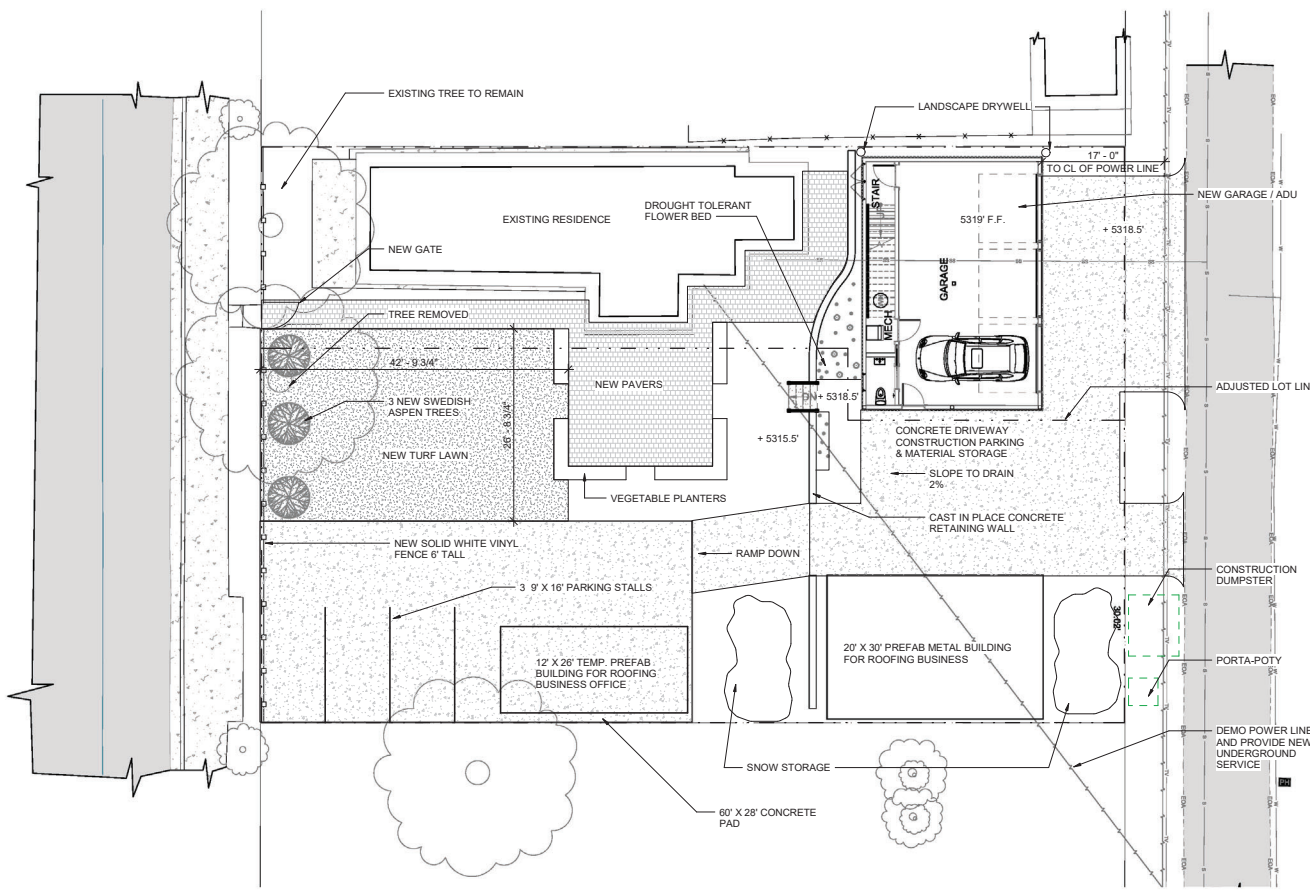 EXISTING TREE TO REMAIN
LANDSCAPE DRYWELL
17' - 0"
TO CL OF POWER LINE
NEW GARAGE / ADU
STAIR
DROUGHT TOLERANT
FLOWER BED
EXISTING RESIDENCE
5319' F.F.
+ 5318.5'
NEW GATE
GARAGE
TREE REMOVED
MECH
42' - 9 3/4"
NEW PAVERS
3 NEW SWEDISH
ASPEN TREES
26' - 8 3/4"
NEW TURF LAWN
DN
+ 5318.5'
ADJUSTED LOT LIN
+ 5315.5'
CONCRETE DRIVEWAY
CONSTRUCTION PARKING
& MATERIAL STORAGE
SLOPE TO DRAIN
2%
VEGETABLE PLANTERS
CAST IN PLACE CONCRETE
RETAINING WALL
NEW SOLID WHITE VINYL
FENCE 6' TALL
RAMP DOWN
CONSTRUCTION
DUMPSTER
3 9' X 16' PARKING STALLS
12' X 26' TEMP. PREFAB
BUILDING FOR ROOFING
BUSINESS OFFICE
20' X 30' PREFAB METAL BUILDING
FOR ROOFING BUSINESS
PORTA-POTY
DEMO POWER LINE
AND PROVIDE NEW
UNDERGROUND
SERVICE
SNOW STORAGE
PH
60' X 28' CONCRETE
PAD